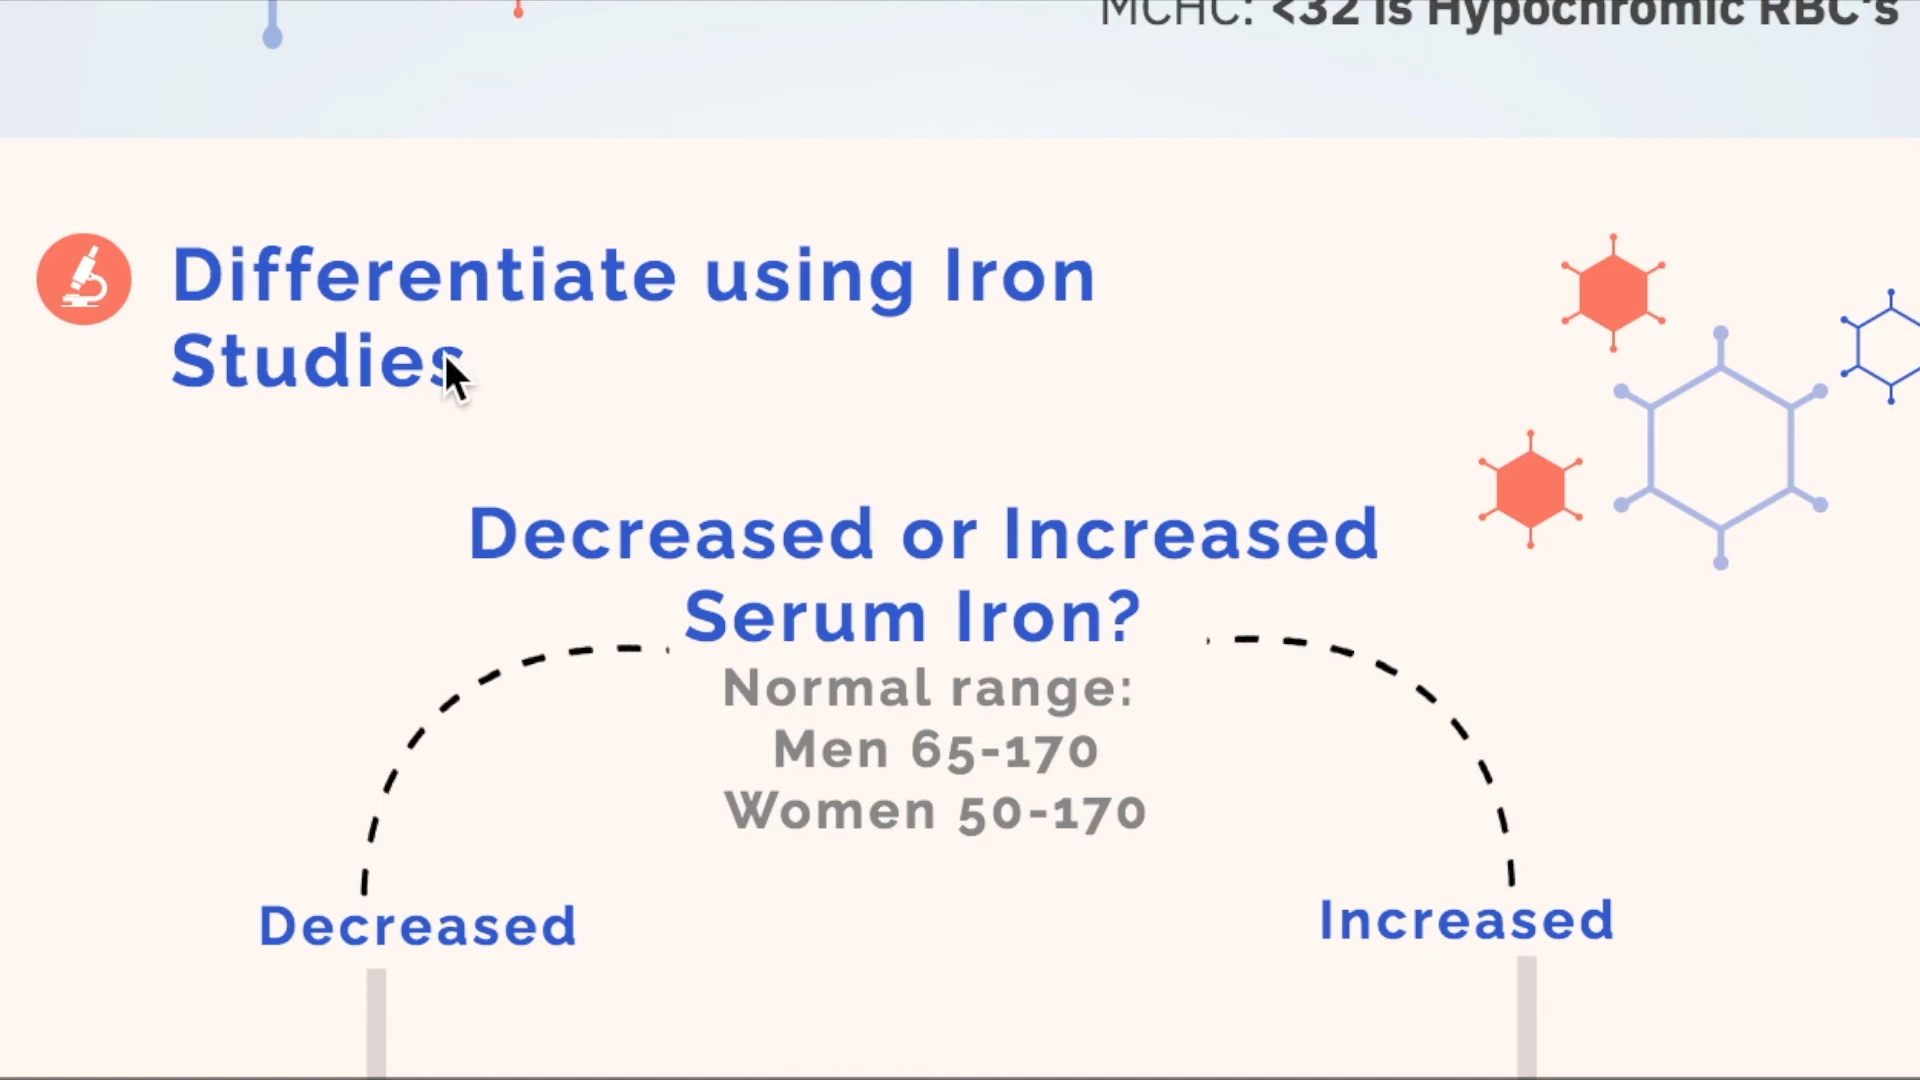 MCHC: <32 is Hypochromic RBC's
Differentiate using Iron
Studies
Decreased or Increased
Serum Iron?
Normal range:
Men 65-170
Women 50-170
Decreased
Increased